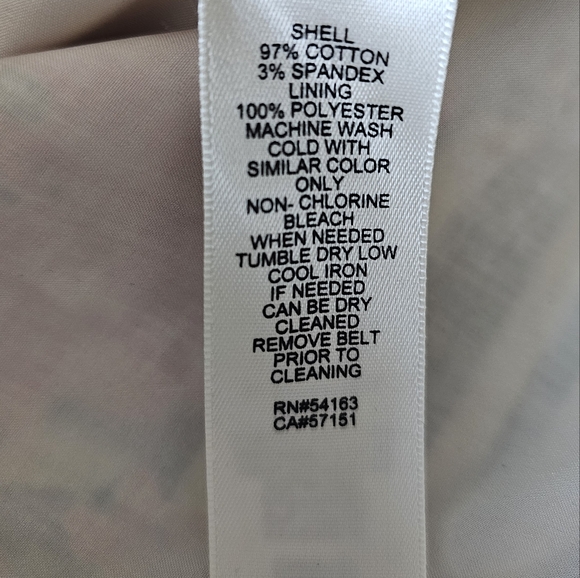 SHELL
97% COTTON
3% SPANDEX
LINING
100% POLYESTER
MACHINE WASH
COLD WITH
SIMILAR COLOR
ONLY
NON- CHLORINE
BLEACH
WHEN NEEDED
TUMBLE DRY LOW
COOL IRON
IF NEEDED
CAN BE DRY
CLEANED
REMOVE BELT
PRIOR TO
CLEANING
RN#54163
CA#57151